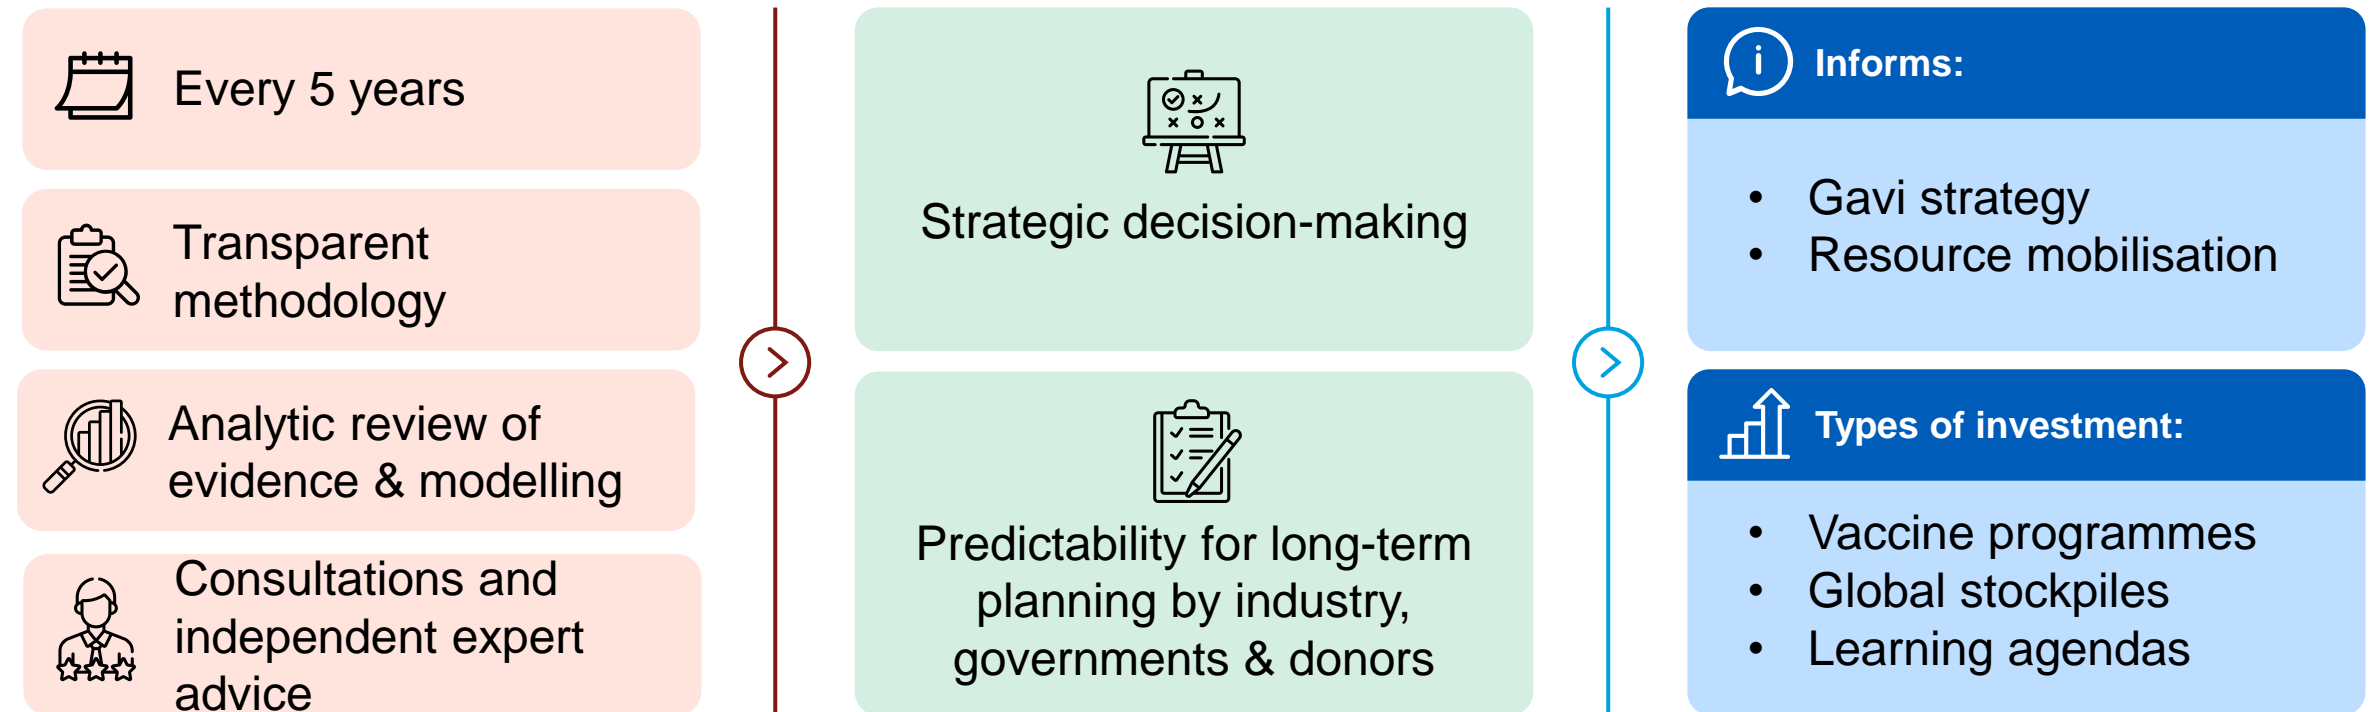 Every 5 years
Transparent
methodology
Analytic review of
evidence & modelling
Consultations and
independent expert
advice
Strategic decision-making
Predictability for long-term
planning by industry,
governments & donors
Informs:
• Gavi strategy
• Resource mobilisation
Types of investment:
• Vaccine programmes
• Global stockpiles
• Learning agendas